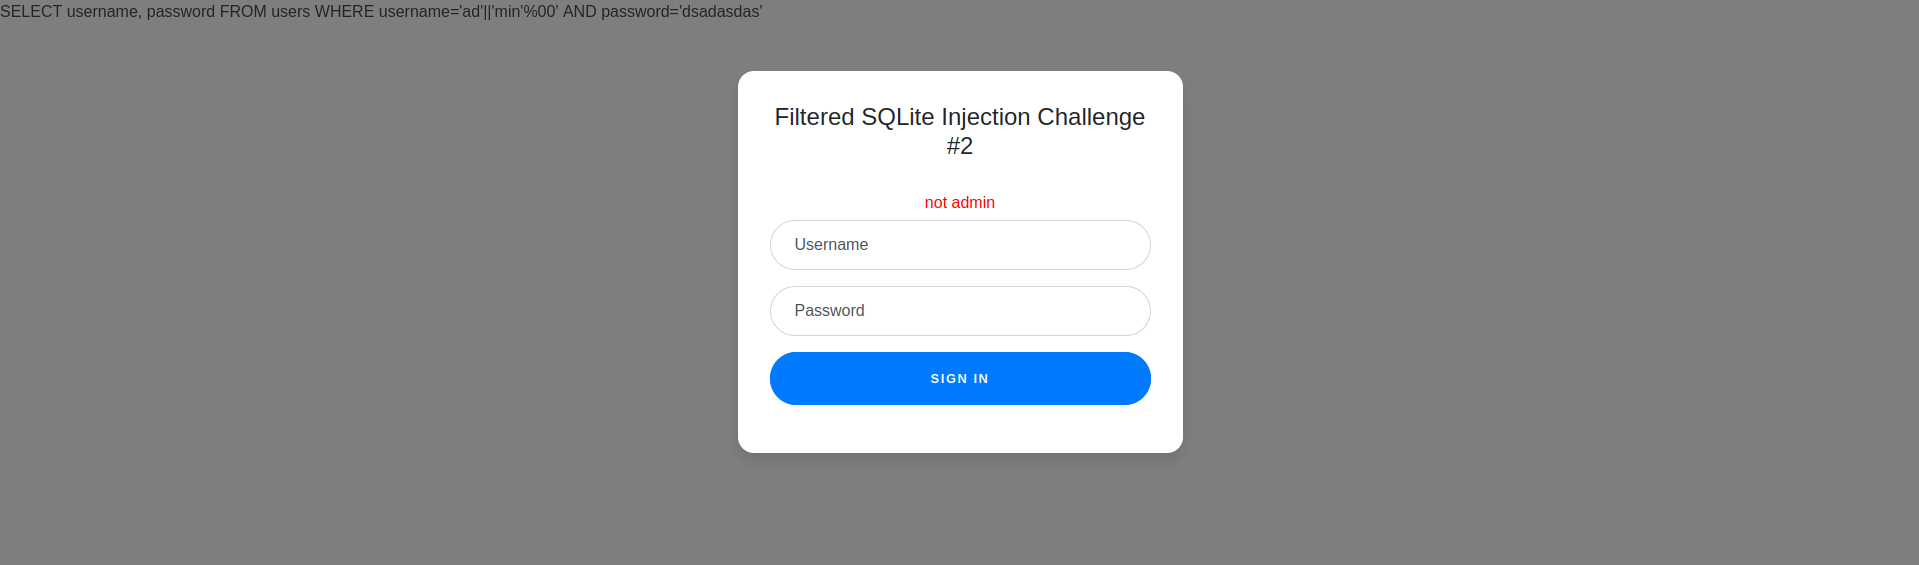 SELECT username, password FROM users WHERE username='ad'||'min'%00' AND password='dsadasdas'
Filtered SQLite Injection Challenge
#2
not admin
Username
Password
SIGN IN